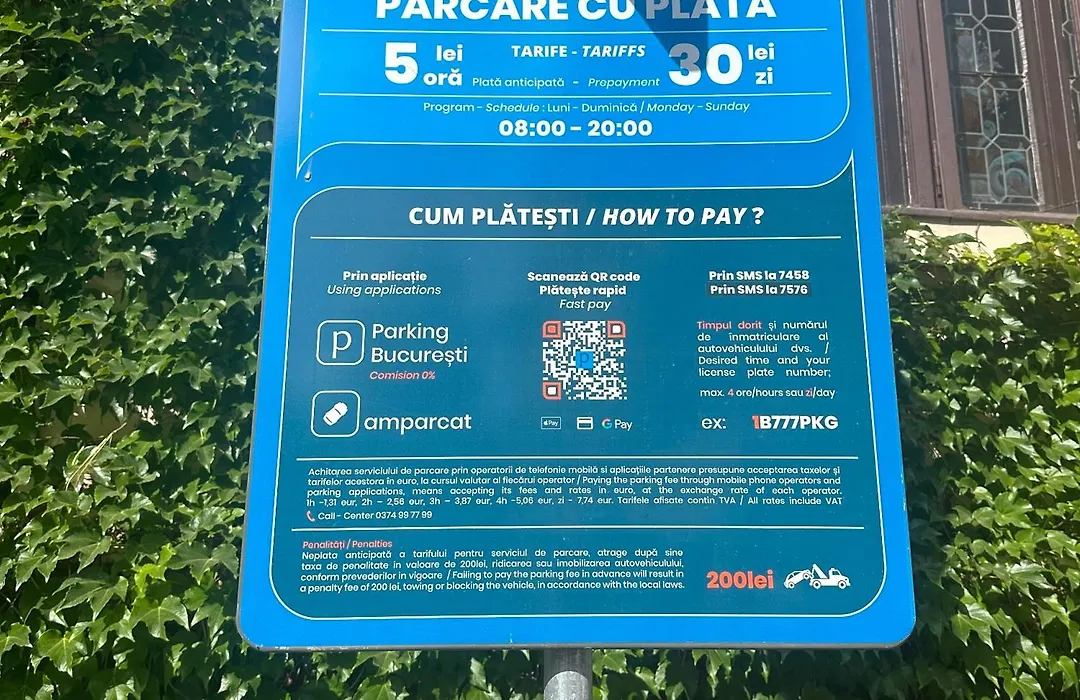 PARCARE CU PLATĂ
5 lei oră TARIFE - TARIFFS 30 lei zi
Plată anticipată - Prepayment
Program - Schedule : Luni - Duminică / Monday - Sunday
08:00 - 20:00
CUM PLĂTEȘTI / HOW TO PAY ?
Prin aplicație
Using applications
P Parking
București
Comision 0%
amparcat
Scanează QR code
Plătește rapid
Fast pay
P
Pay
G Pay
Prin SMS la 7458
Prin SMS la 7576
Timpul dorit și numărul
de înmatriculare al
autovehiculului dvs. /
Desired time and your
license plate number;
max. 4 ore/hours sau zi/day
ex: 1B777PKG
Achitarea serviciului de parcare prin operatorii de telefonie mobilă si aplicațiile partenere presupune acceptarea taxelor și
tarifelor acestora în euro, la cursul valutar al fiecărui operator / Paying the parking fee through mobile phone operators and
parking applications, means accepting its fees and rates in euro, at the exchange rate of each operator.
1h -1,31 eur, 2h – 2,56 eur, 3h – 3,87 eur, 4h -5,06 eur, zi – 7,74 eur. Tarifele afisate contin TVA / All rates include VAT
Call - Center 0374 99 77 99
Penalități / Penalties
Neplata anticipată a tarifului pentru serviciul de parcare, atrage după sine
taxa de penalitate in valoare de 200lei, ridicarea sau imobilizarea autovehiculului,
conform prevederilor in vigoare / Failing to pay the parking fee in advance will result in
a penalty fee of 200 lei, towing or blocking the vehicle, in accordance with the local laws.
200lei